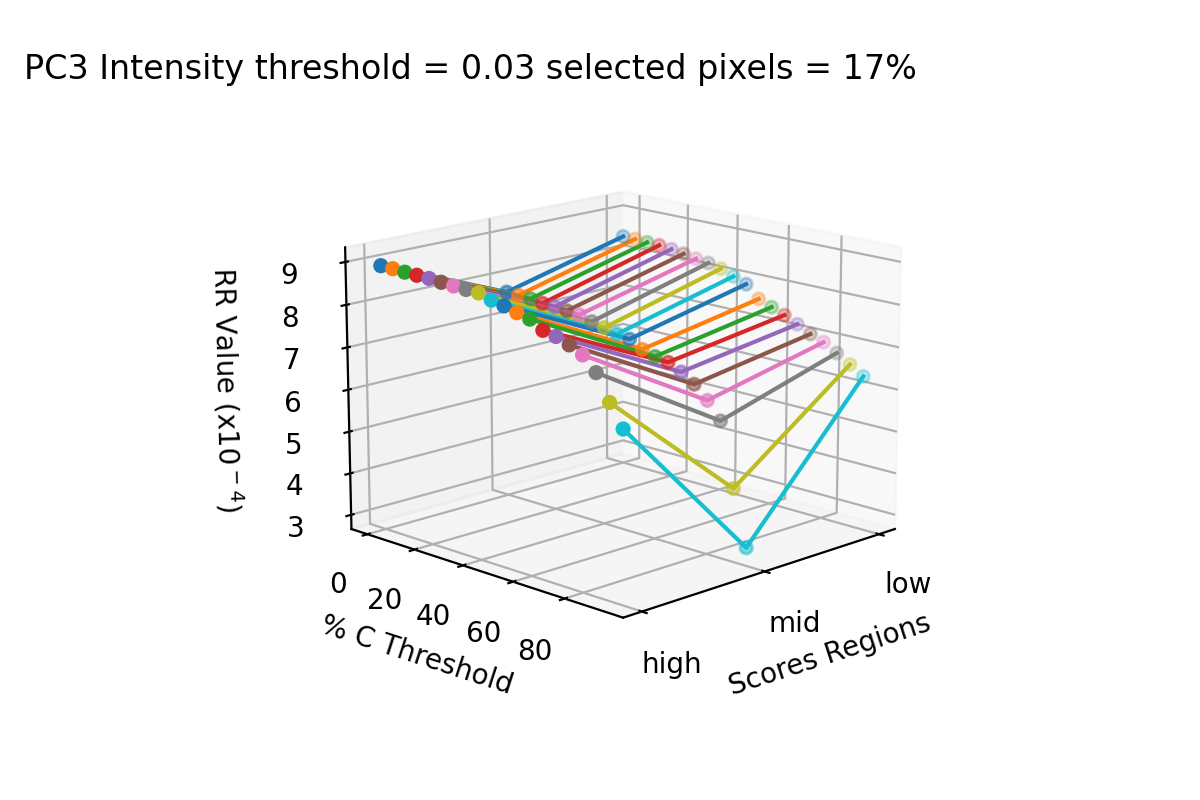 PC3 Intensity threshold = 0.03 selected pixels = 17%
9
8
7
6
5
4
3
RR Value (x10⁻⁴)
0
20
40
60
80
% C Threshold
high
mid
low
Scores Regions